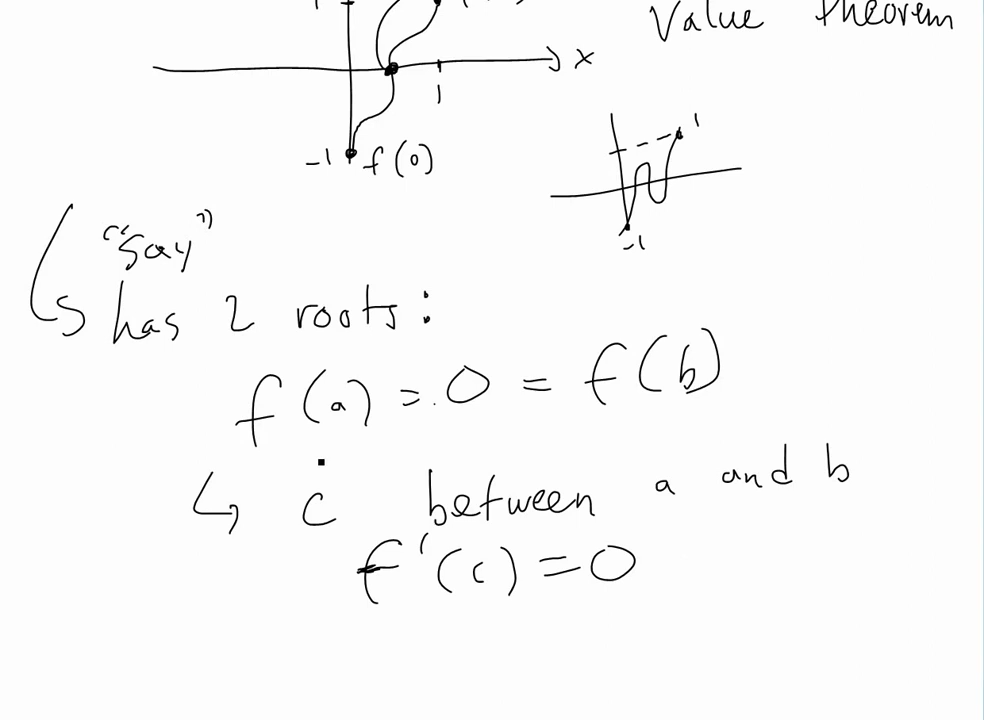 Value theorem
x
1
-1 f(0)
1
-1
"say"
has 2 roots:
f(a) = 0 = f(b)
c between a and b
f'(c) = 0